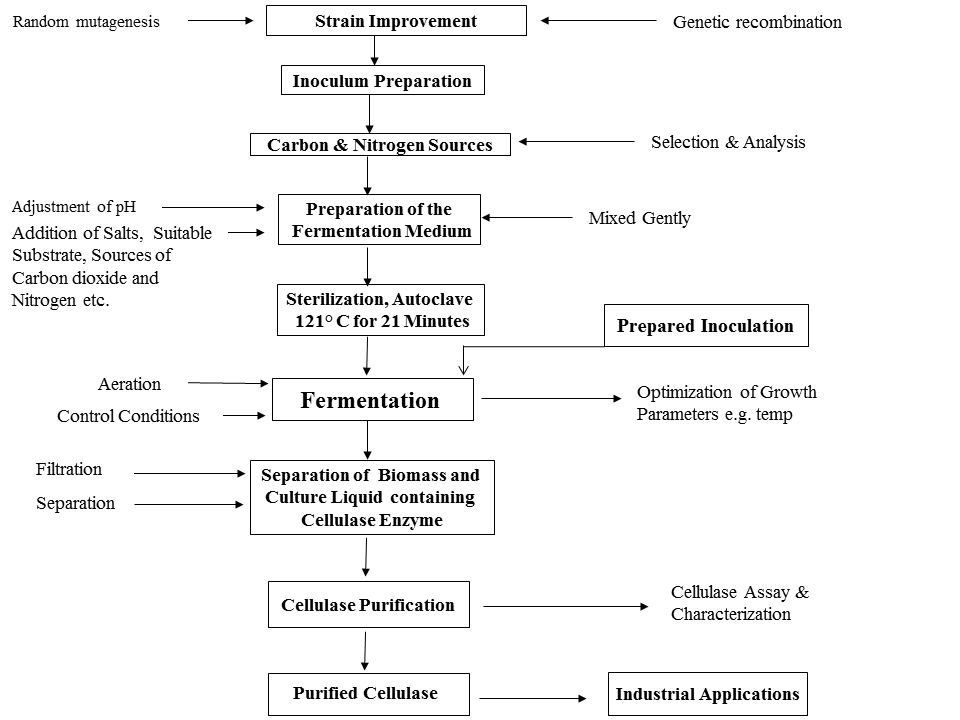 Random mutagenesis
Strain Improvement
Genetic recombination
Inoculum Preparation
Carbon & Nitrogen Sources
Selection & Analysis
Adjustment of pH
Addition of Salts, Suitable
Substrate, Sources of
Carbon dioxide and
Nitrogen etc.
Preparation of the
Fermentation Medium
Mixed Gently
Sterilization, Autoclave
121° C for 21 Minutes
Prepared Inoculation
Aeration
Control Conditions
Fermentation
Optimization of Growth
Parameters e.g. temp
Filtration
Separation
Separation of Biomass and
Culture Liquid containing
Cellulase Enzyme
Cellulase Purification
Cellulase Assay &
Characterization
Purified Cellulase
Industrial Applications